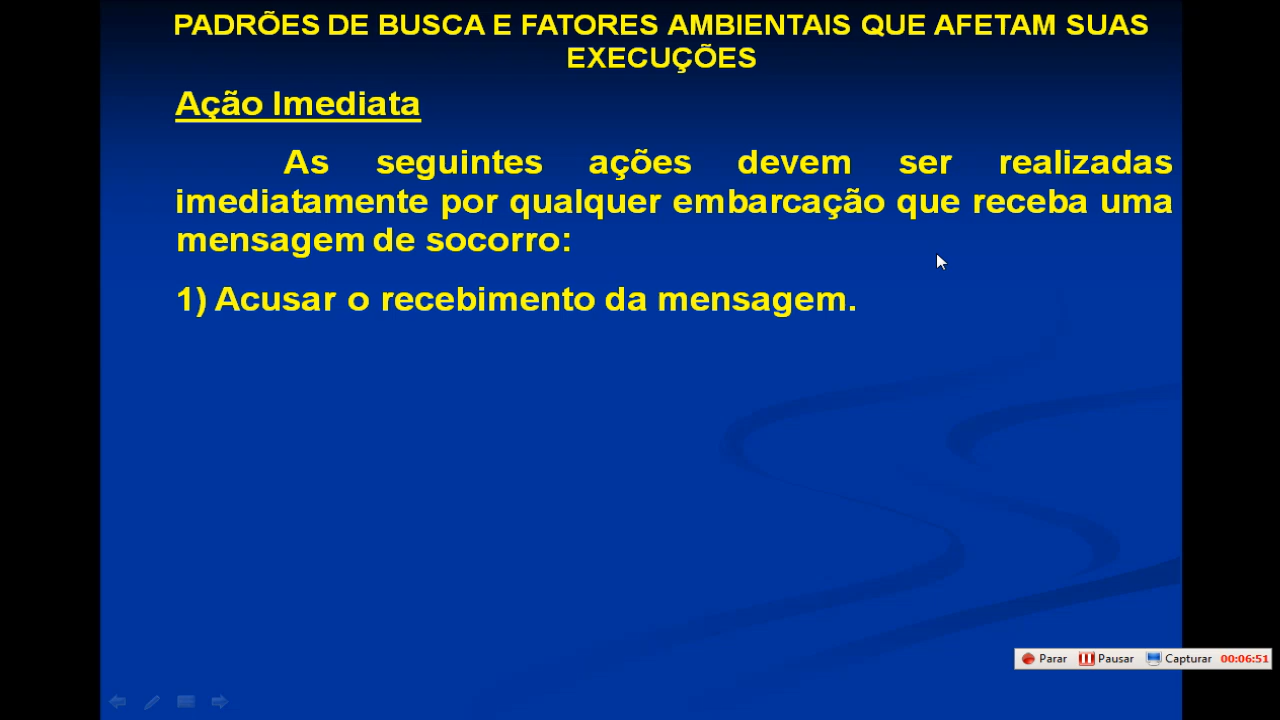 PADRÕES DE BUSCA E FATORES AMBIENTAIS QUE AFETAM SUAS
EXECUÇÕES
Ação Imediata
As seguintes ações devem ser realizadas
imediatamente por qualquer embarcação que receba uma
mensagem de socorro:
1) Acusar o recebimento da mensagem.
Parar Pausar Capturar 00:06:51